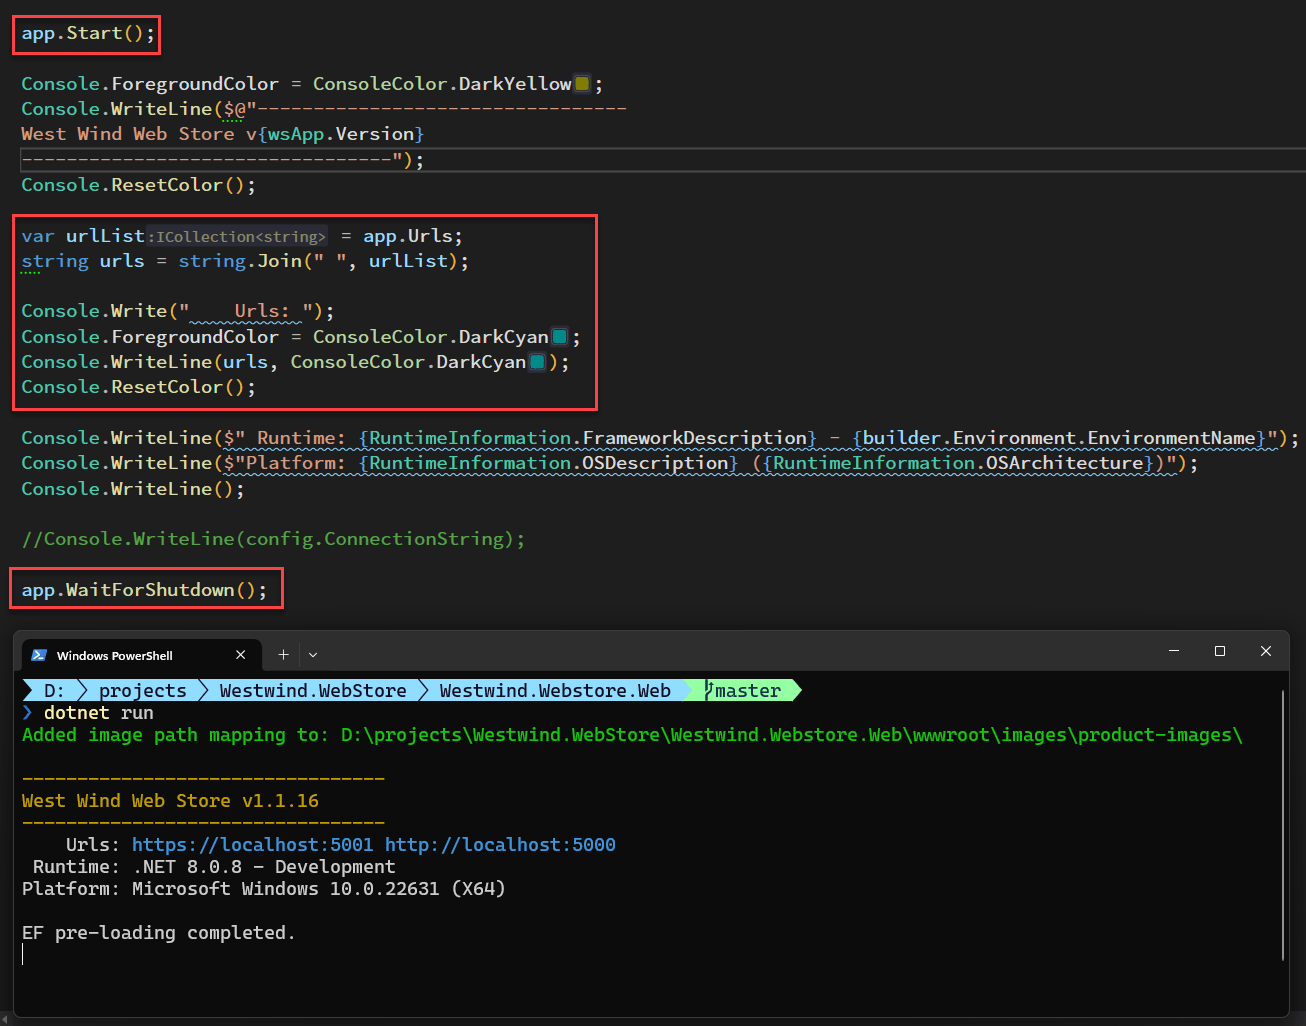 app.Start();
Console.ForegroundColor = ConsoleColor.DarkYellow;
Console.WriteLine($@"---------------------------------
West Wind Web Store v{wsApp.Version}
---------------------------------");
Console.ResetColor();
var urlList:ICollection<string> = app.Urls;
string urls = string.Join(" ", urlList);
Console.Write("    Urls: ");
Console.ForegroundColor = ConsoleColor.DarkCyan;
Console.WriteLine(urls, ConsoleColor.DarkCyan);
Console.ResetColor();
Console.WriteLine($" Runtime: {RuntimeInformation.FrameworkDescription} - {builder.Environment.EnvironmentName}");
Console.WriteLine($"Platform: {RuntimeInformation.OSDescription} ({RuntimeInformation.OSArchitecture})");
Console.WriteLine();
//Console.WriteLine(config.ConnectionString);
app.WaitForShutdown();
Windows PowerShell
D: projects Westwind.WebStore Westwind.Webstore.Web master
❯ dotnet run
Added image path mapping to: D:\projects\Westwind.WebStore\Westwind.Webstore.Web\wwwroot\images\product-images\
---------------------------------
West Wind Web Store v1.1.16
---------------------------------
Urls: https://localhost:5001 http://localhost:5000
Runtime: .NET 8.0.8 - Development
Platform: Microsoft Windows 10.0.22631 (X64)
EF pre-loading completed.